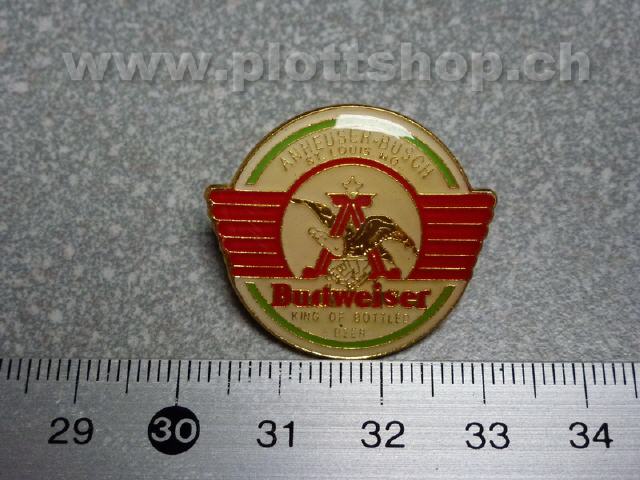 www.plottshop.ch
ANHEUSER-BUSCH
ST. LOUIS MO
A
Budweiser
KING OF BOTTLED
BEER
29 30 31 32 33 34